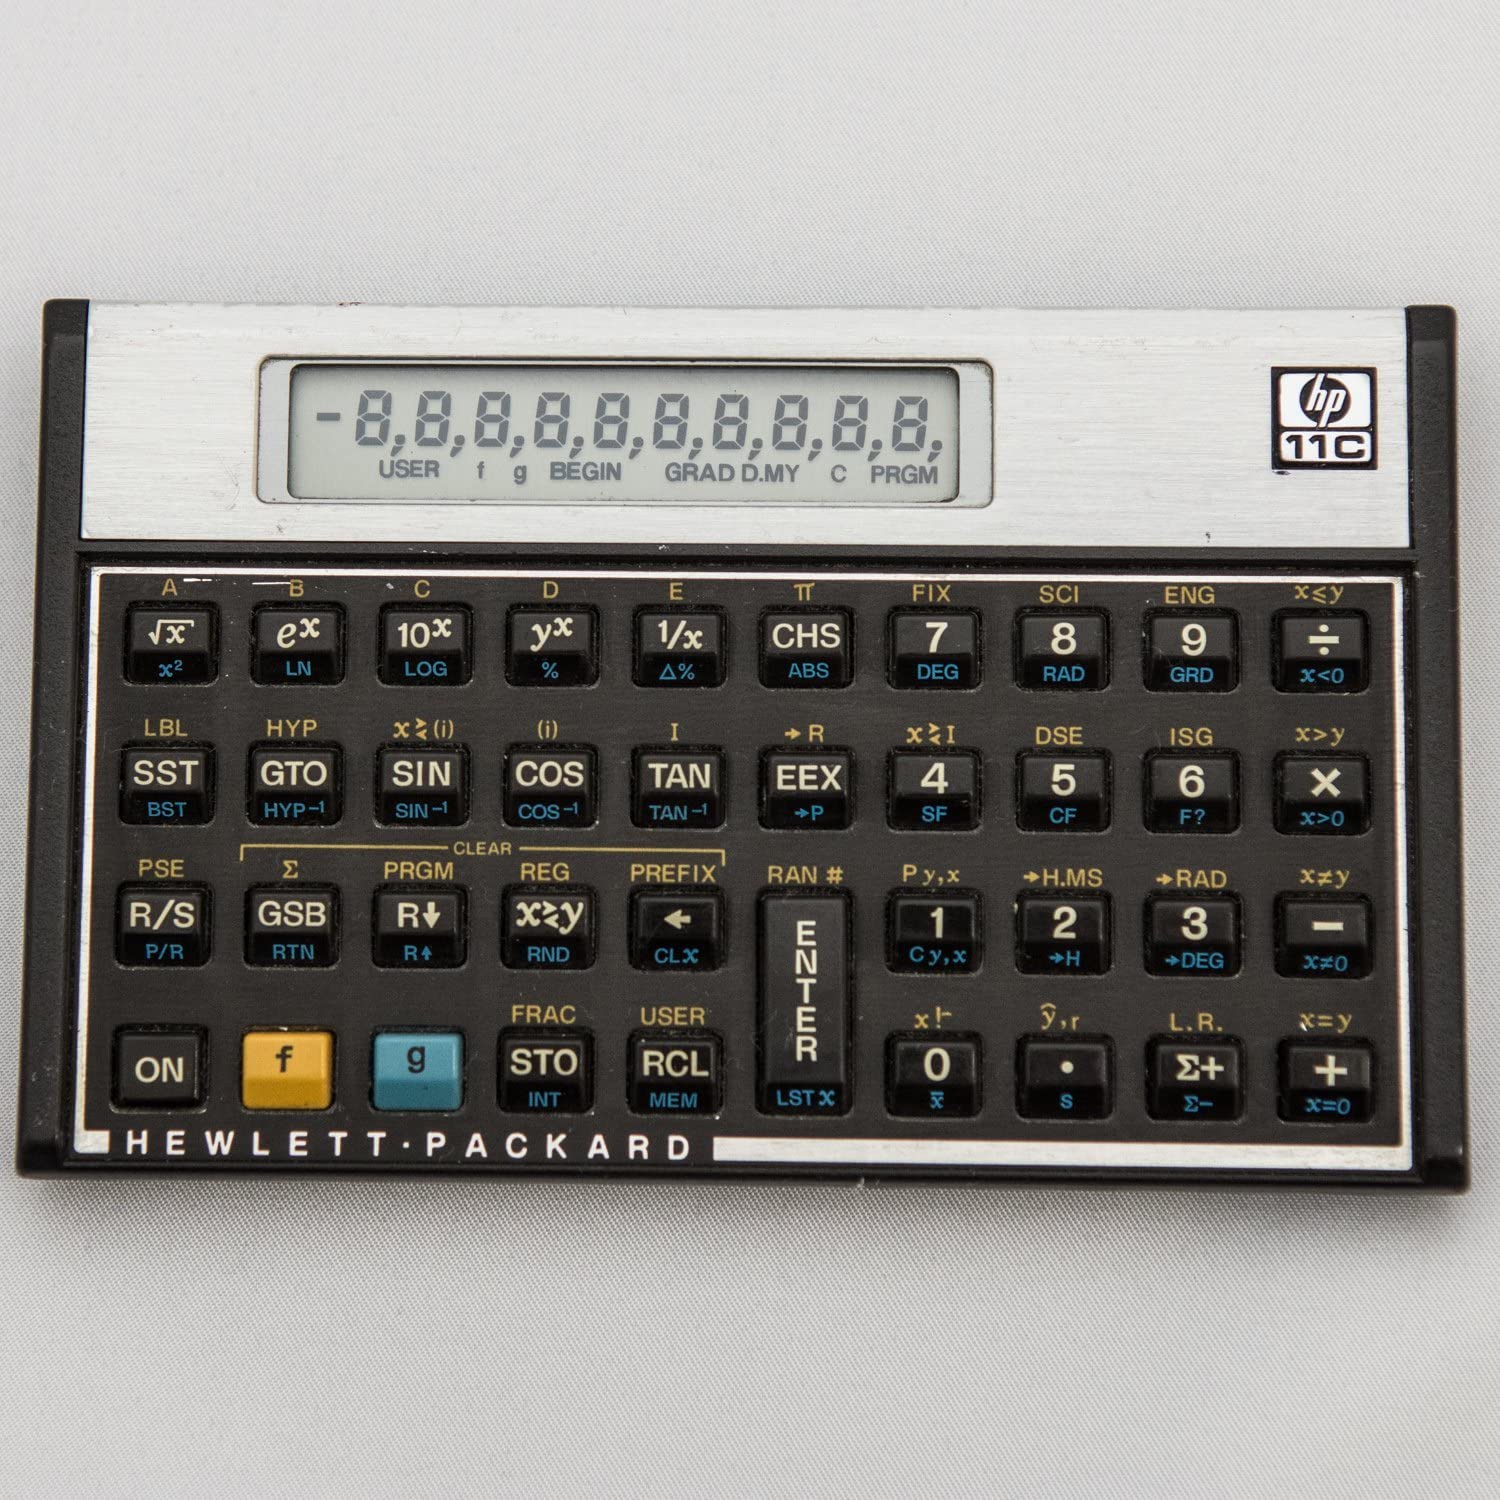 -8,8,8,8,8,8,8,8,8,8,
USER f g BEGIN GRAD D.MY C PRGM
hp
11C
A B C D E π FIX SCI ENG x≤y
√x eˣ 10ˣ yˣ 1/x CHS 7 8 9 ÷
x² LN LOG % Δ% ABS DEG RAD GRD x<0
LBL HYP x≷(i) (i) I →R x≷I DSE ISG x>y
SST GTO SIN COS TAN EEX 4 5 6 ×
BST HYP⁻¹ SIN⁻¹ COS⁻¹ TAN⁻¹ →P SF CF F? x>0
CLEAR
PSE Σ PRGM REG PREFIX RAN # Py,x →H.MS →RAD x≠y
R/S GSB R↓ x≷y ← ENTER 1 2 3 −
P/R RTN R↑ RND CLx Cy,x →H →DEG x≠0
FRAC USER x! ŷ,r L.R. x=y
ON f g STO RCL 0 . Σ+ +
INT MEM LST x x̄ s Σ− x=0
HEWLETT·PACKARD